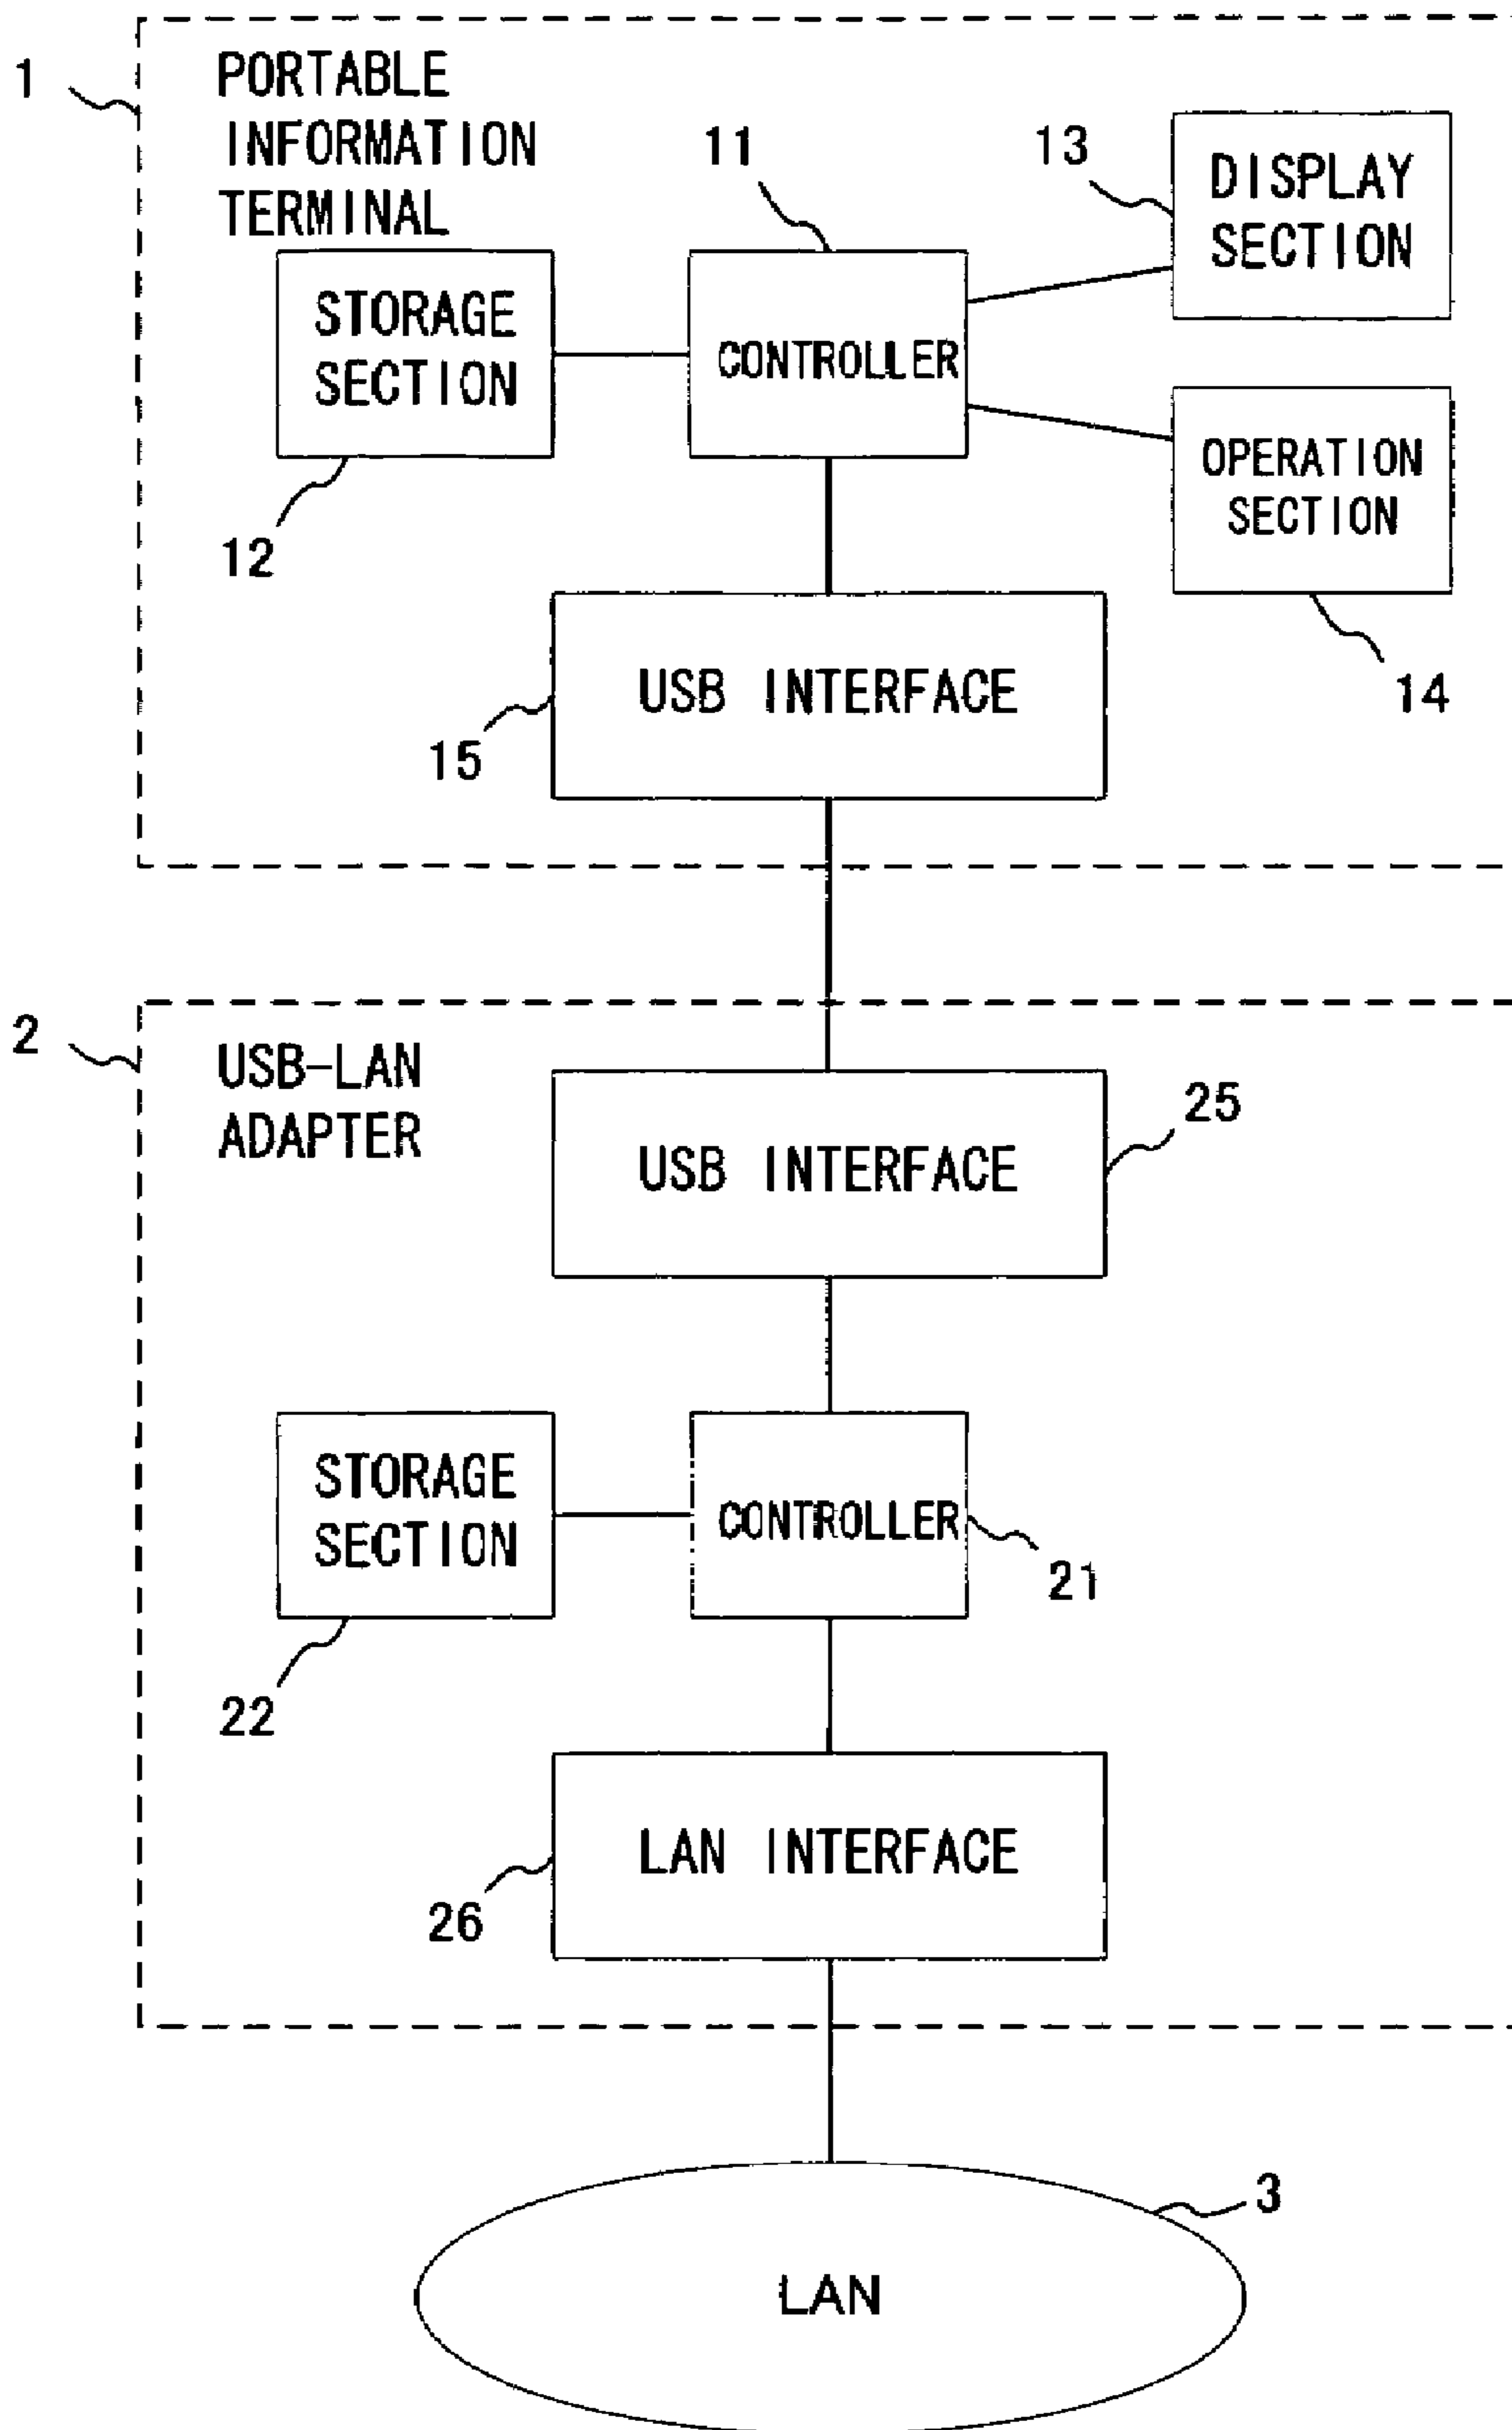 1
PORTABLE
INFORMATION
TERMINAL
11
13
DISPLAY
SECTION
STORAGE
SECTION
CONTROLLER
OPERATION
SECTION
12
14
USB INTERFACE
15
2
USB-LAN
ADAPTER
25
USB INTERFACE
STORAGE
SECTION
CONTROLLER
21
22
LAN INTERFACE
26
3
LAN